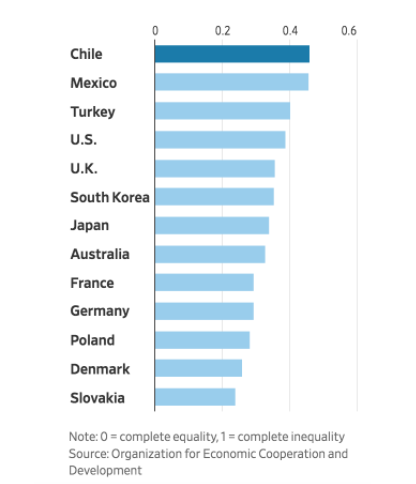 0 0.2 0.4 0.6
Chile
Mexico
Turkey
U.S.
U.K.
South Korea
Japan
Australia
France
Germany
Poland
Denmark
Slovakia
Note: 0 = complete equality, 1 = complete inequality
Source: Organization for Economic Cooperation and
Development